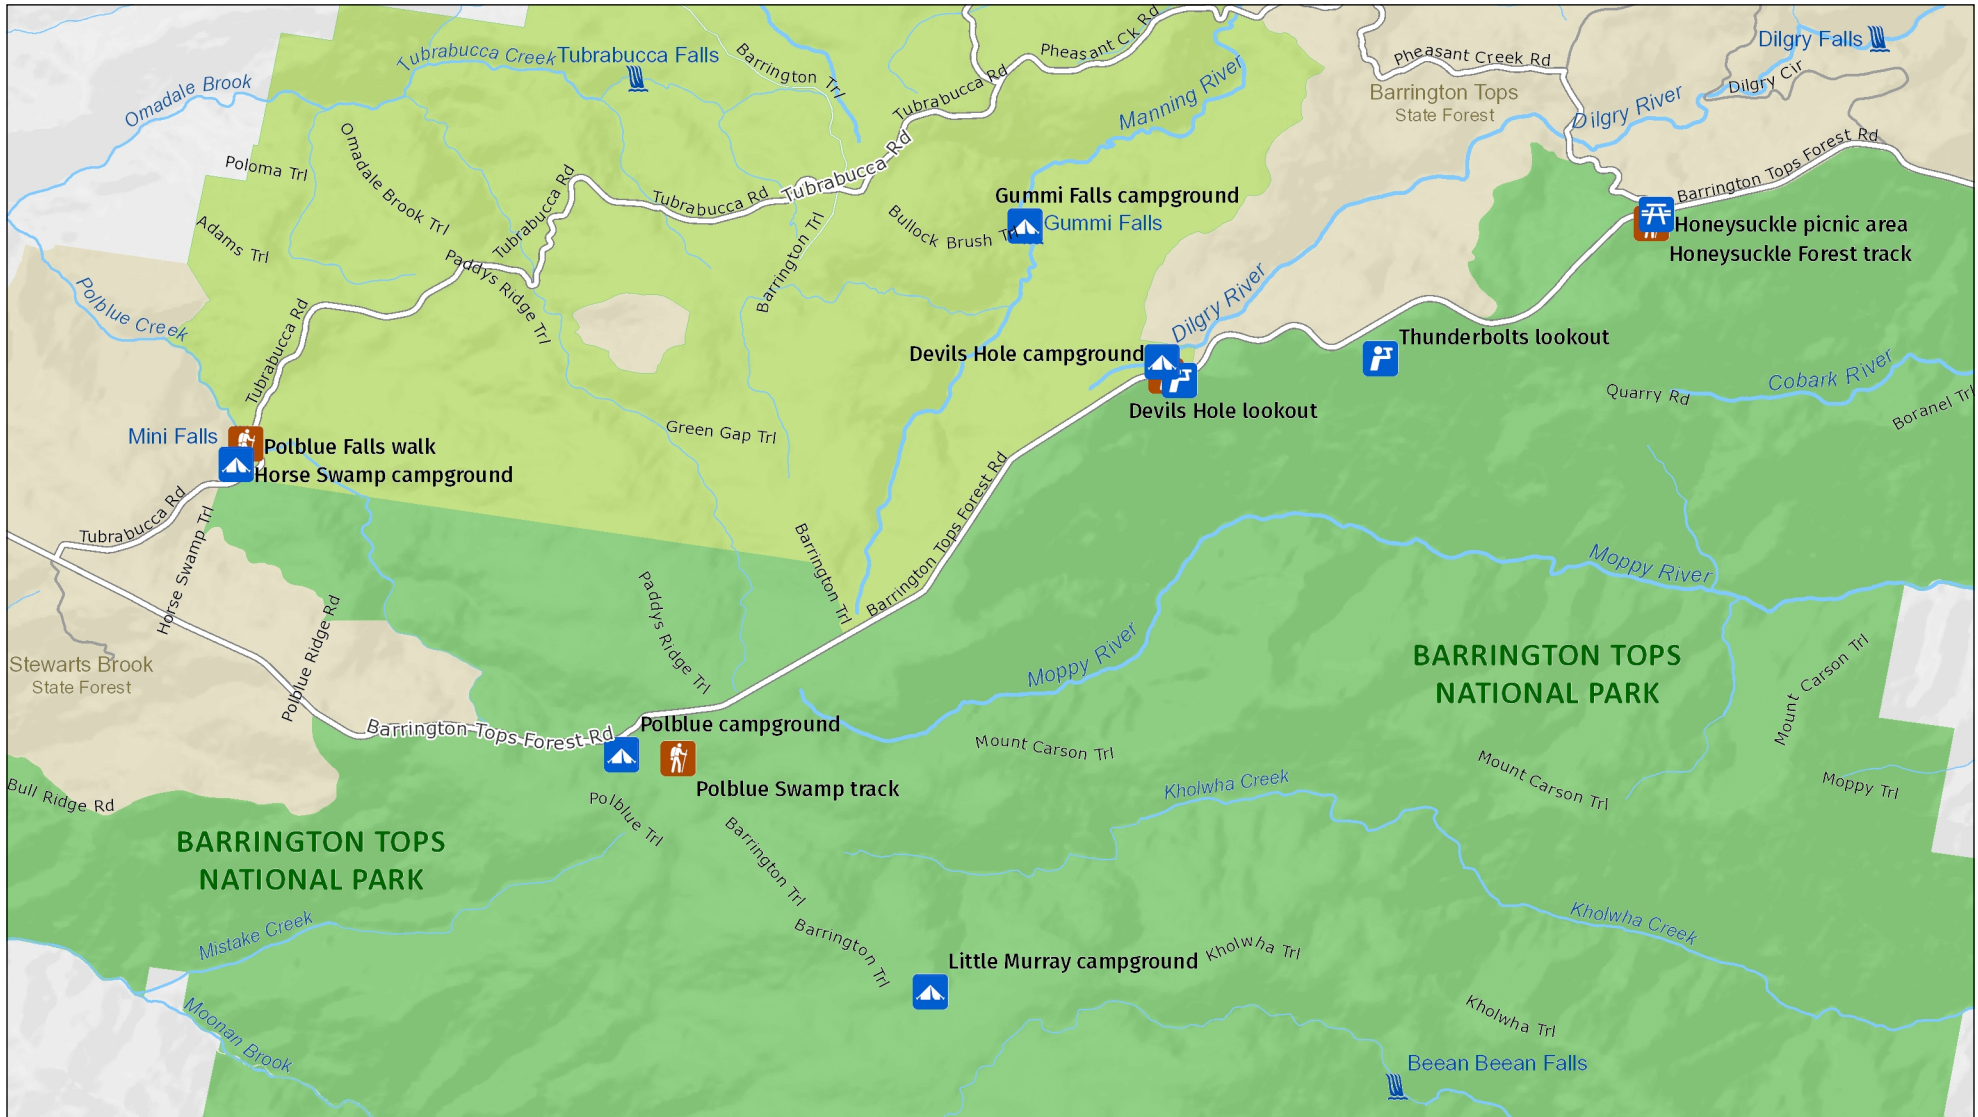 Tubrabucca Creek
Tubrabucca Falls
Barrington Trl
Pheasant Ck Rd
Pheasant Creek Rd
Dilgry Falls
Dilgry Cir
Omadale Brook
Tubrabucca Rd
Manning River
Barrington Tops
State Forest
Dilgry River
Barrington Tops Forest Rd
Poloma Trl
Omadale Brook Trl
Tubrabucca Rd
Tubrabucca Rd
Tubrabucca Rd
Gummi Falls campground
Gummi Falls
Bullock Brush Trl
Honeysuckle picnic area
Honeysuckle Forest track
Adams Trl
Paddys Ridge Trl
Barrington Trl
Polblue Creek
Tubrabucca Rd
Dilgry River
Devils Hole campground
Devils Hole lookout
Thunderbolts lookout
Quarry Rd
Cobark River
Boranel Trl
Mini Falls
Polblue Falls walk
Horse Swamp campground
Green Gap Trl
Tubrabucca Rd
Horse Swamp Trl
Barrington Trl
Barrington Tops Forest Rd
Moppy River
Paddys Ridge Trl
Polblue Ridge Rd
Stewarts Brook
State Forest
Moppy River
BARRINGTON TOPS
NATIONAL PARK
Mount Carson Trl
Barrington Tops Forest Rd
Polblue campground
Polblue Swamp track
Mount Carson Trl
Mount Carson Trl
Moppy Trl
Bull Ridge Rd
Polblue Trl
Kholwha Creek
BARRINGTON TOPS
NATIONAL PARK
Barrington Trl
Mistake Creek
Barrington Trl
Kholwha Creek
Little Murray campground
Kholwha Trl
Kholwha Trl
Moonan Brook
Beean Beean Falls